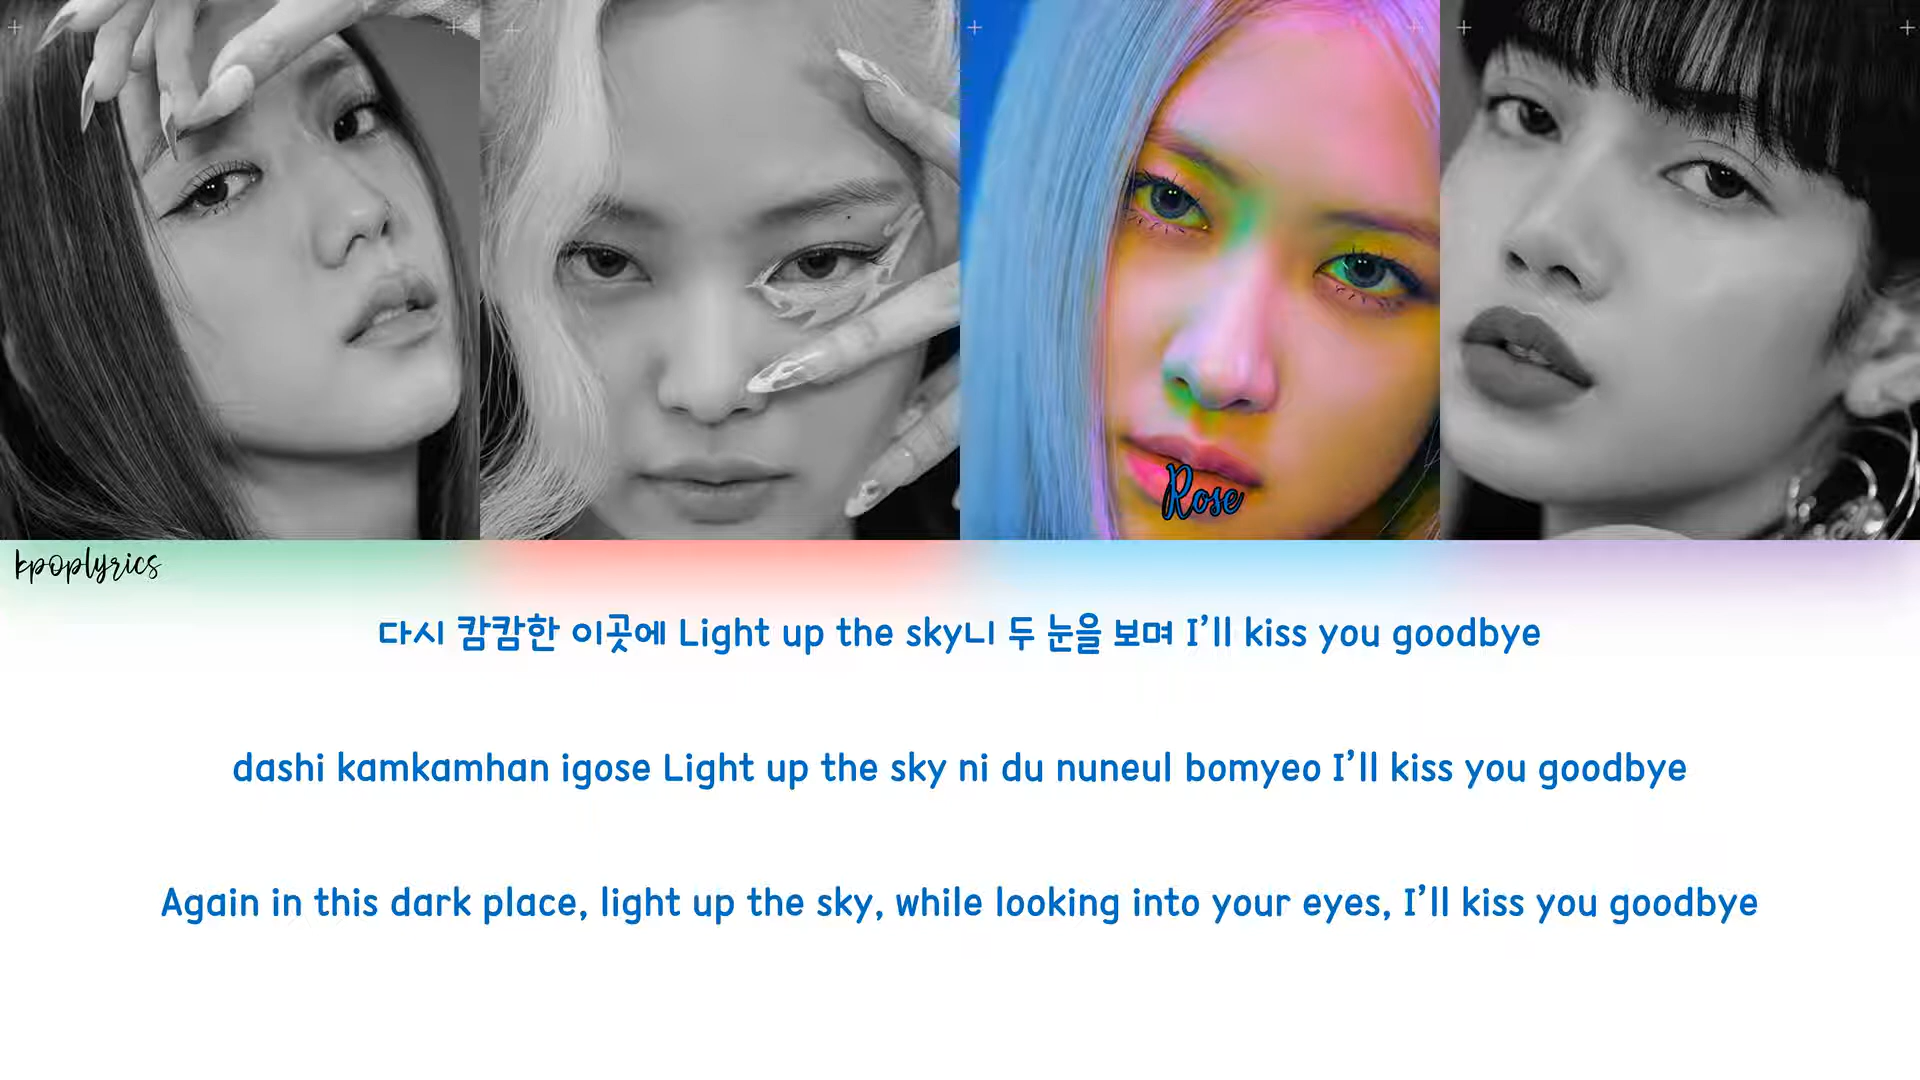 Rose
kpoplyrics
다시 캄캄한 이곳에 Light up the sky니 두 눈을 보며 I’ll kiss you goodbye
dashi kamkamhan igose Light up the sky ni du nuneul bomyeo I’ll kiss you goodbye
Again in this dark place, light up the sky, while looking into your eyes, I’ll kiss you goodbye